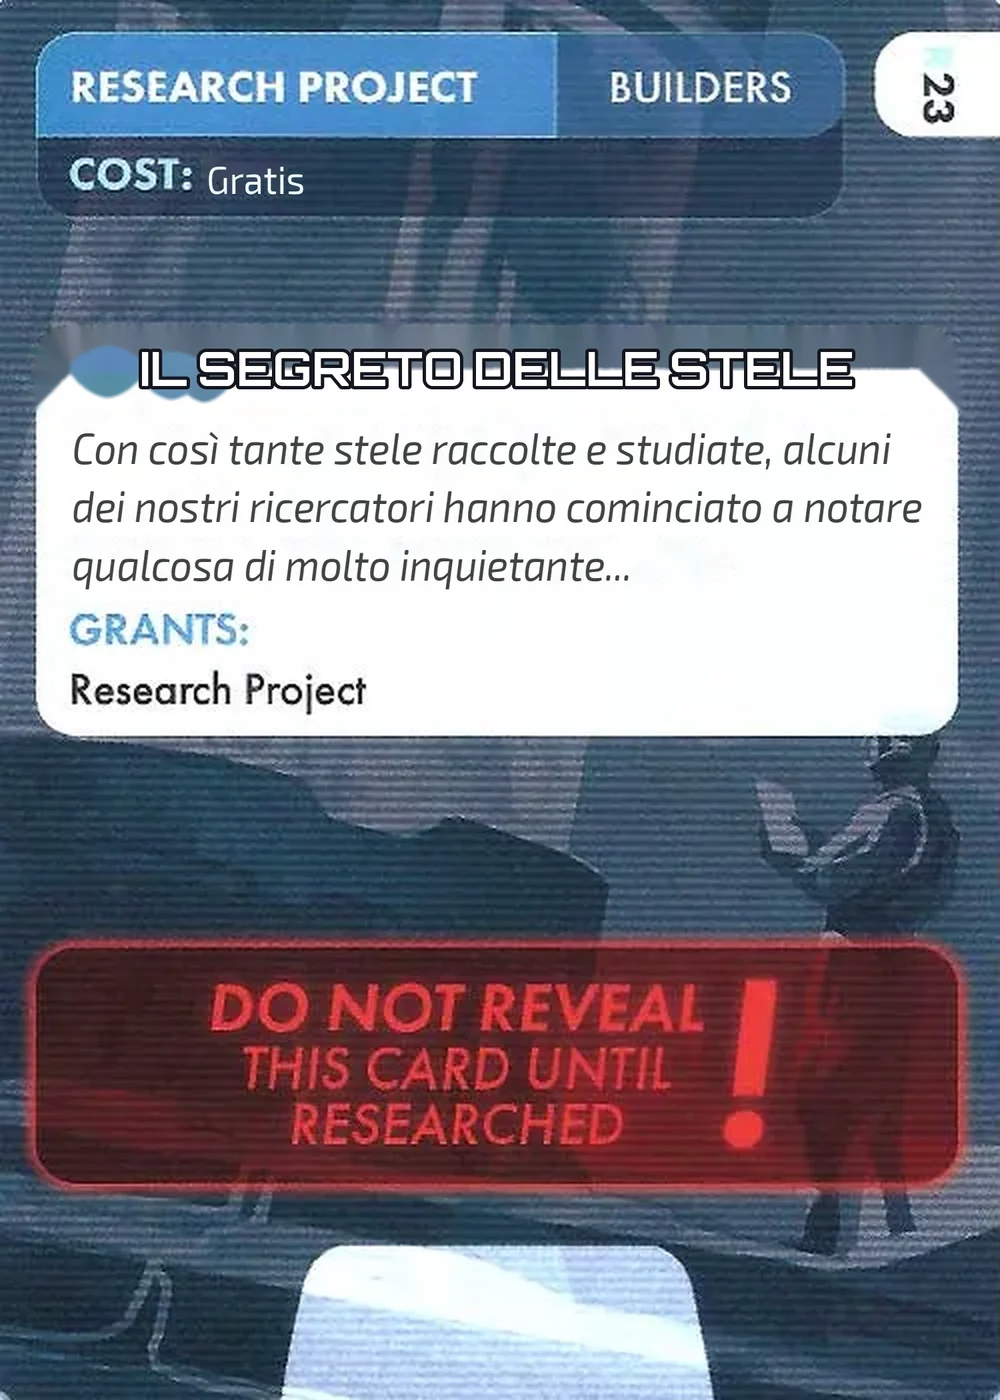 RESEARCH PROJECT
BUILDERS
23
COST: Gratis
IL SEGRETO DELLE STELE
Con così tante stele raccolte e studiate, alcuni
dei nostri ricercatori hanno cominciato a notare
qualcosa di molto inquietante...
GRANTS:
Research Project
DO NOT REVEAL
THIS CARD UNTIL
RESEARCHED
!